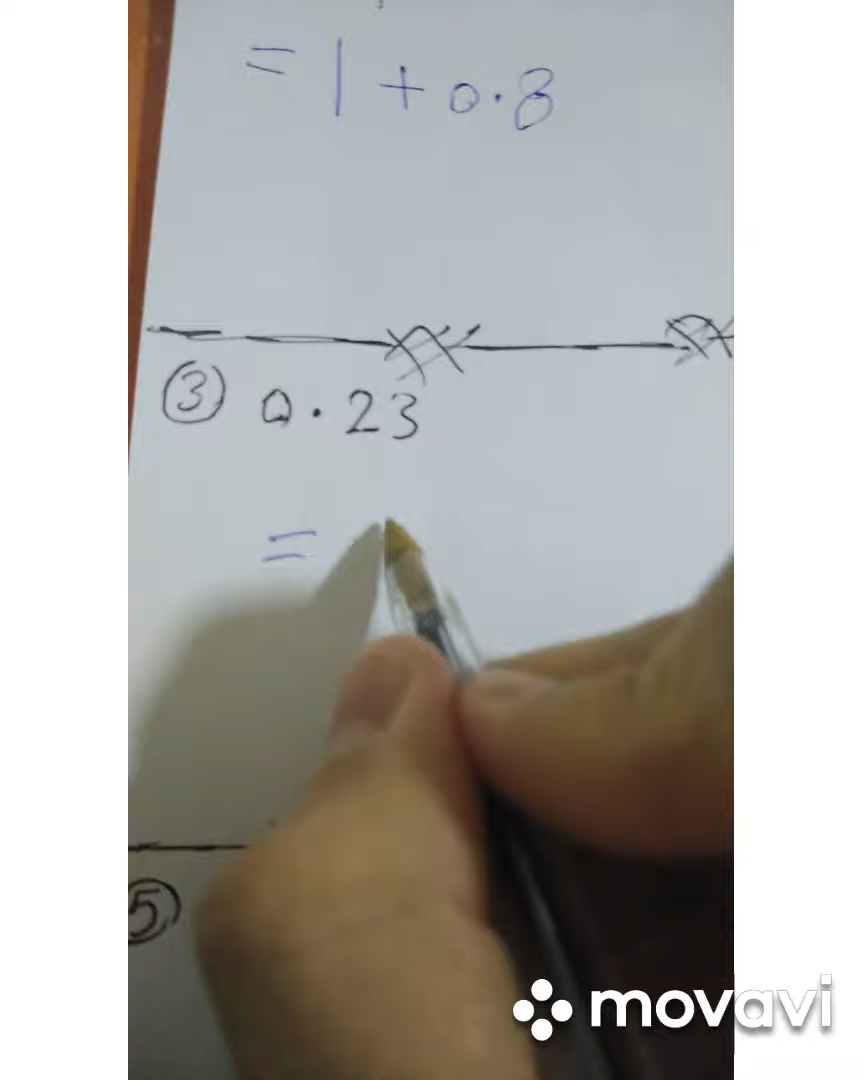 = 1 + 0.8
③ 0.23
=
⑤
movavi